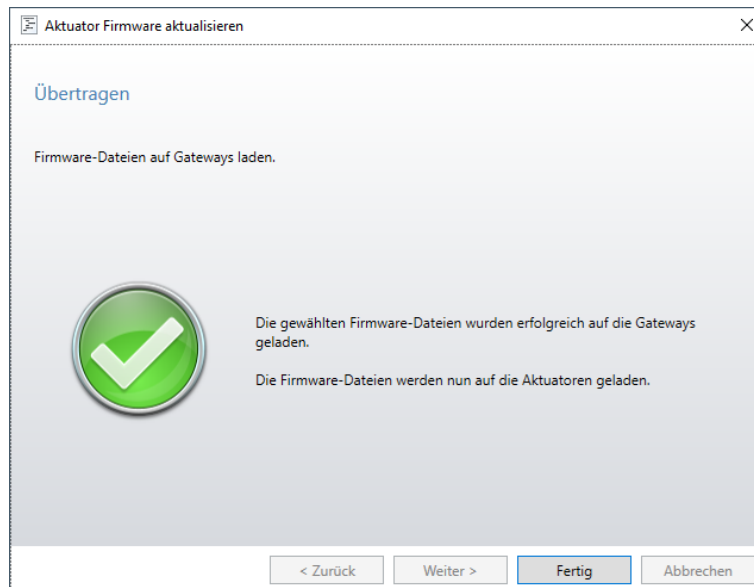 Aktuator Firmware aktualisieren
Übertragen
Firmware-Dateien auf Gateways laden.
Die gewählten Firmware-Dateien wurden erfolgreich auf die Gateways
geladen.
Die Firmware-Dateien werden nun auf die Aktuatoren geladen.
< Zurück
Weiter >
Fertig
Abbrechen